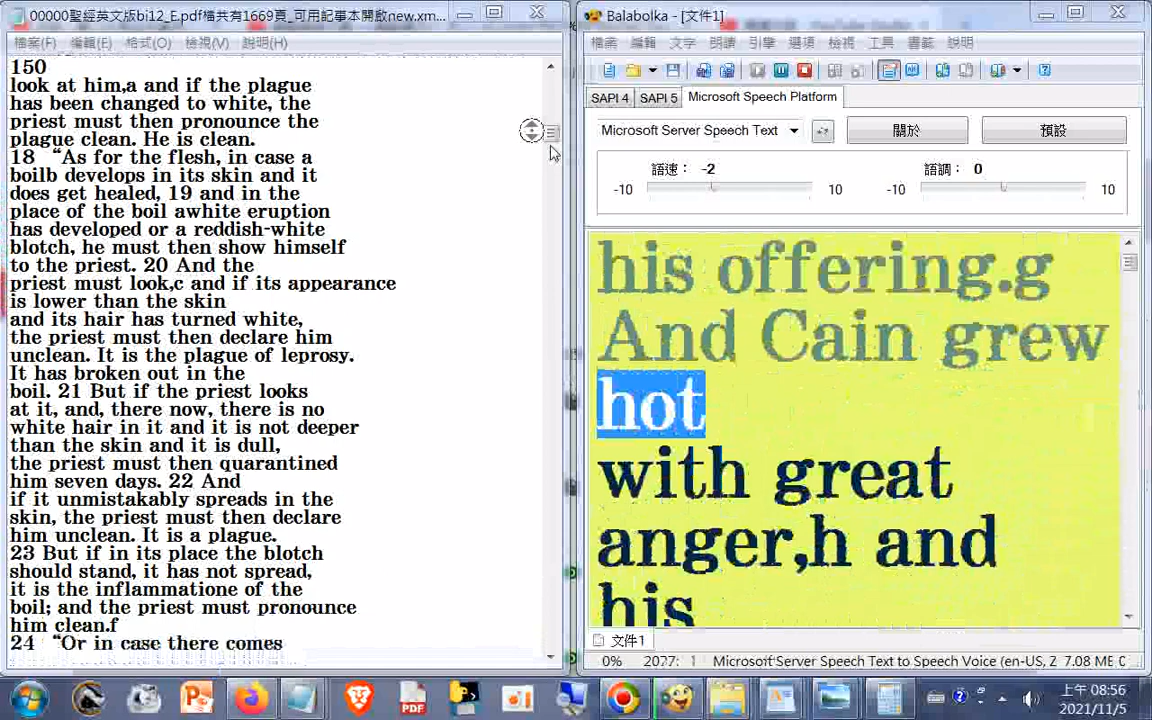 00000聖經英文版bi12_E.pdf檔共有1669頁_可用記事本開啟new.xm...
檔案(F) 編輯(E) 格式(O) 檢視(V) 說明(H)
150
look at him,a and if the plague
has been changed to white, the
priest must then pronounce the
plague clean. He is clean.
18 “As for the flesh, in case a
boilb develops in its skin and it
does get healed, 19 and in the
place of the boil awhite eruption
has developed or a reddish-white
blotch, he must then show himself
to the priest. 20 And the
priest must look,c and if its appearance
is lower than the skin
and its hair has turned white,
the priest must then declare him
unclean. It is the plague of leprosy.
It has broken out in the
boil. 21 But if the priest looks
at it, and, there now, there is no
white hair in it and it is not deeper
than the skin and it is dull,
the priest must then quarantined
him seven days. 22 And
if it unmistakably spreads in the
skin, the priest must then declare
him unclean. It is a plague.
23 But if in its place the blotch
should stand, it has not spread,
it is the inflammatione of the
boil; and the priest must pronounce
him clean.f
24 “Or in case there comes
Balabolka - [文件1]
檔案 編輯 文字 朗讀 引擎 選項 檢視 工具 書籤 說明
SAPI 4 SAPI 5 Microsoft Speech Platform
Microsoft Server Speech Text 關於 預設
語速： -2 語調： 0
-10 10 -10 10
his offering.g
And Cain grew
hot
with great
anger,h and
his
文件1
0% 2077: 1 Microsoft Server Speech Text to Speech Voice (en-US, Z 7.08 ME
PDF
上午 08:56
2021/11/5